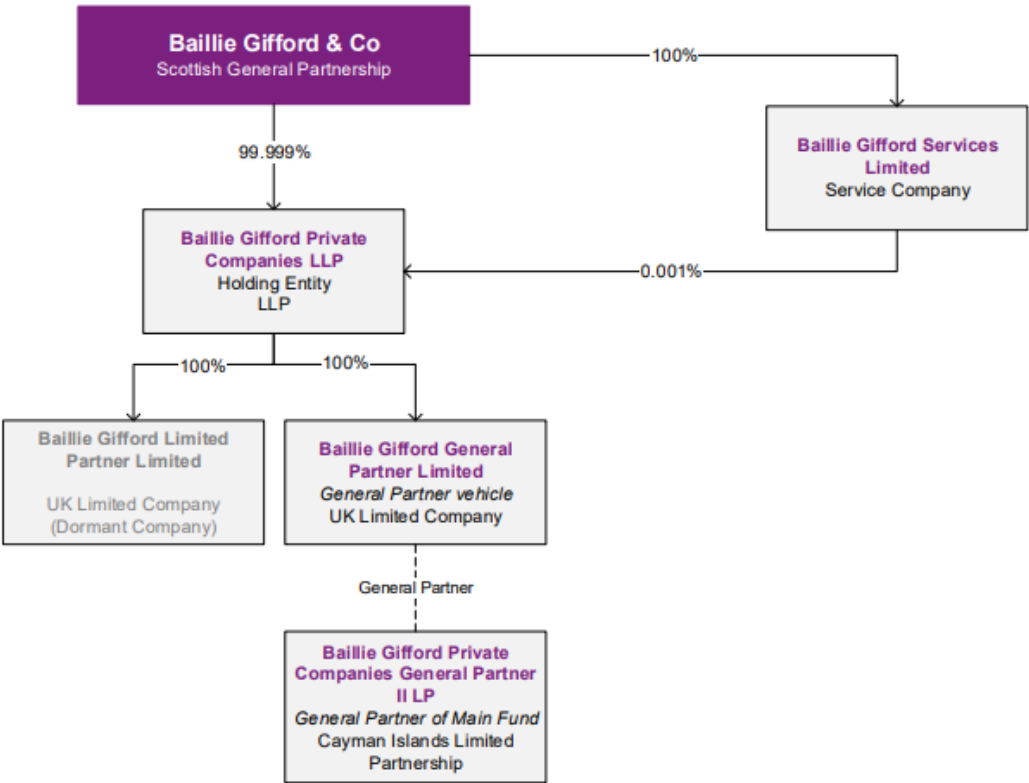 Baillie Gifford & Co
Scottish General Partnership
100%
99.999%
Baillie Gifford Services
Limited
Service Company
Baillie Gifford Private
Companies LLP
Holding Entity
LLP
0.001%
100%
100%
Baillie Gifford Limited
Partner Limited
UK Limited Company
(Dormant Company)
Baillie Gifford General
Partner Limited
General Partner vehicle
UK Limited Company
General Partner
Baillie Gifford Private
Companies General Partner
II LP
General Partner of Main Fund
Cayman Islands Limited
Partnership